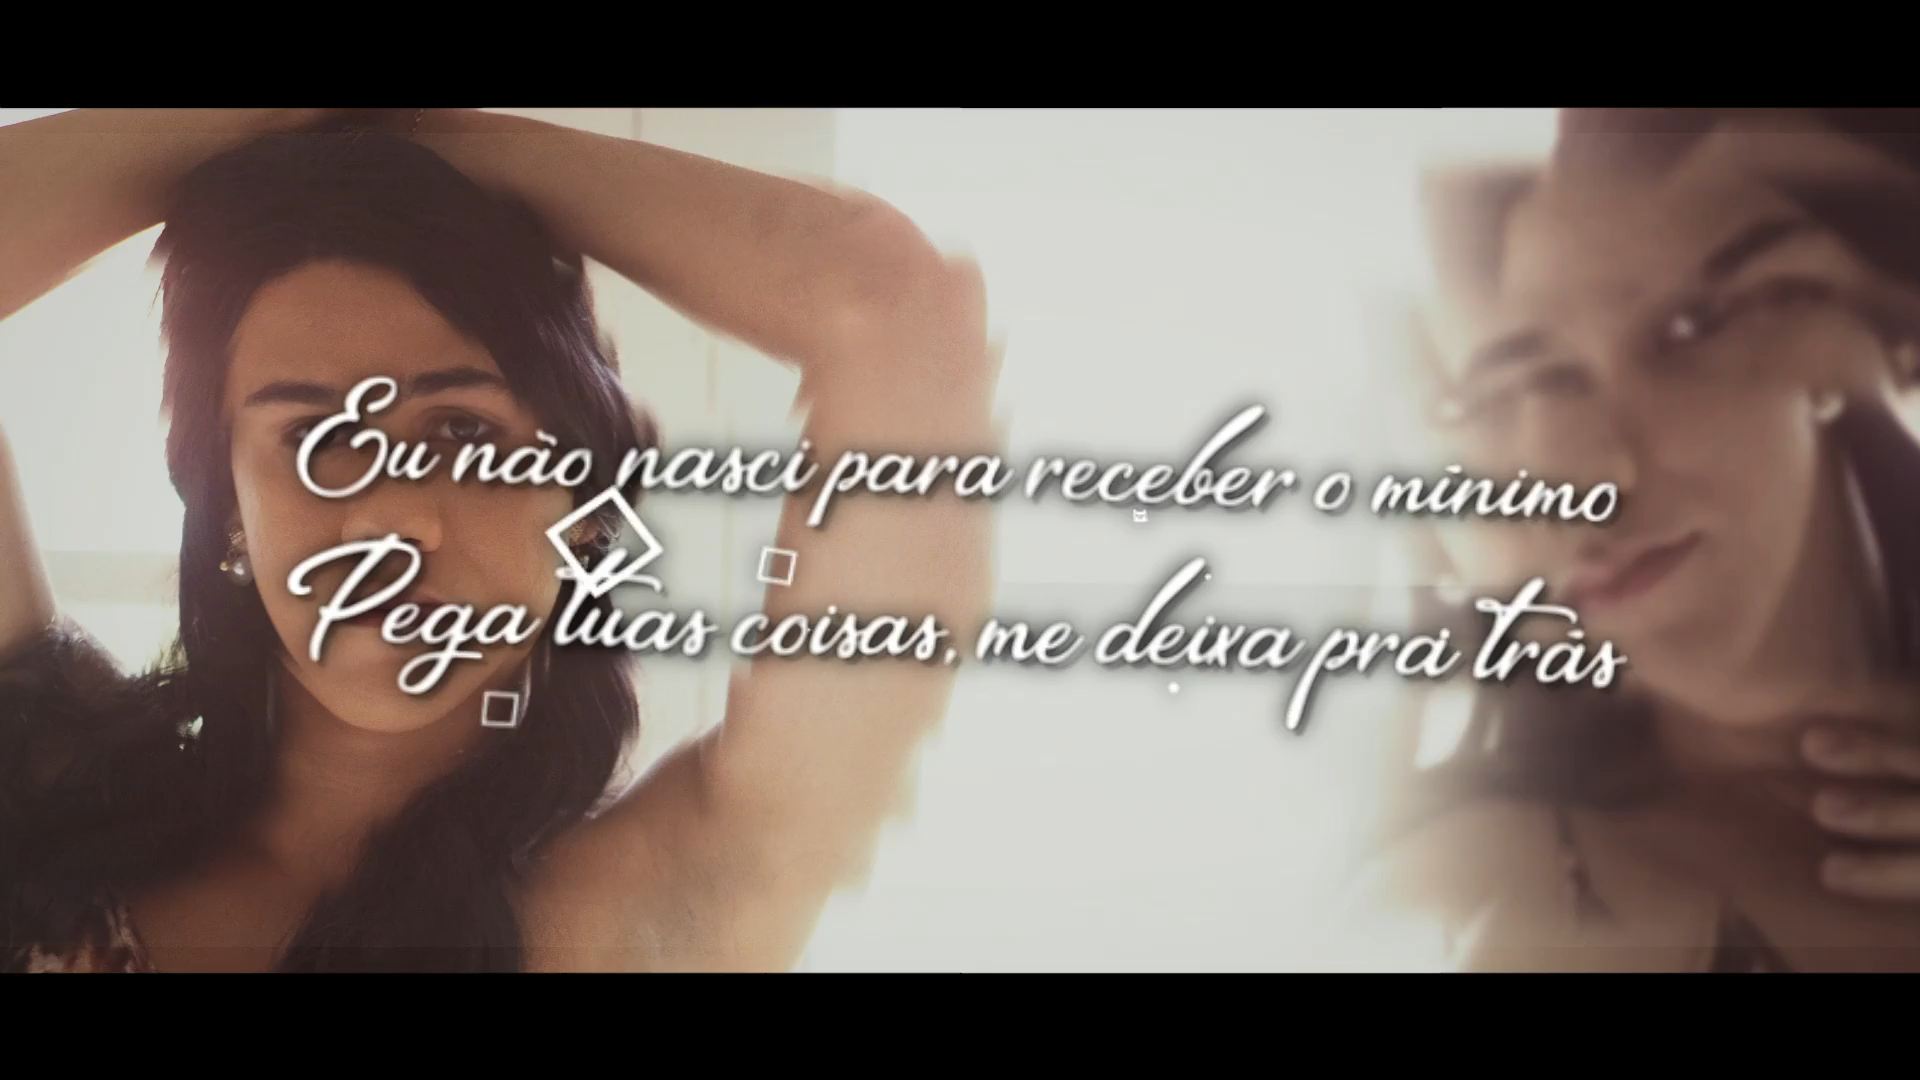 Eu não nasci para receber o mínimo
Pega tuas coisas, me deixa pra trás